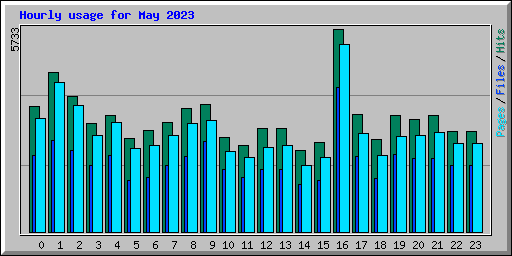 Hourly usage for May 2023
5733
Pages/Files/Hits
0 1 2 3 4 5 6 7 8 9 10 11 12 13 14 15 16 17 18 19 20 21 22 23